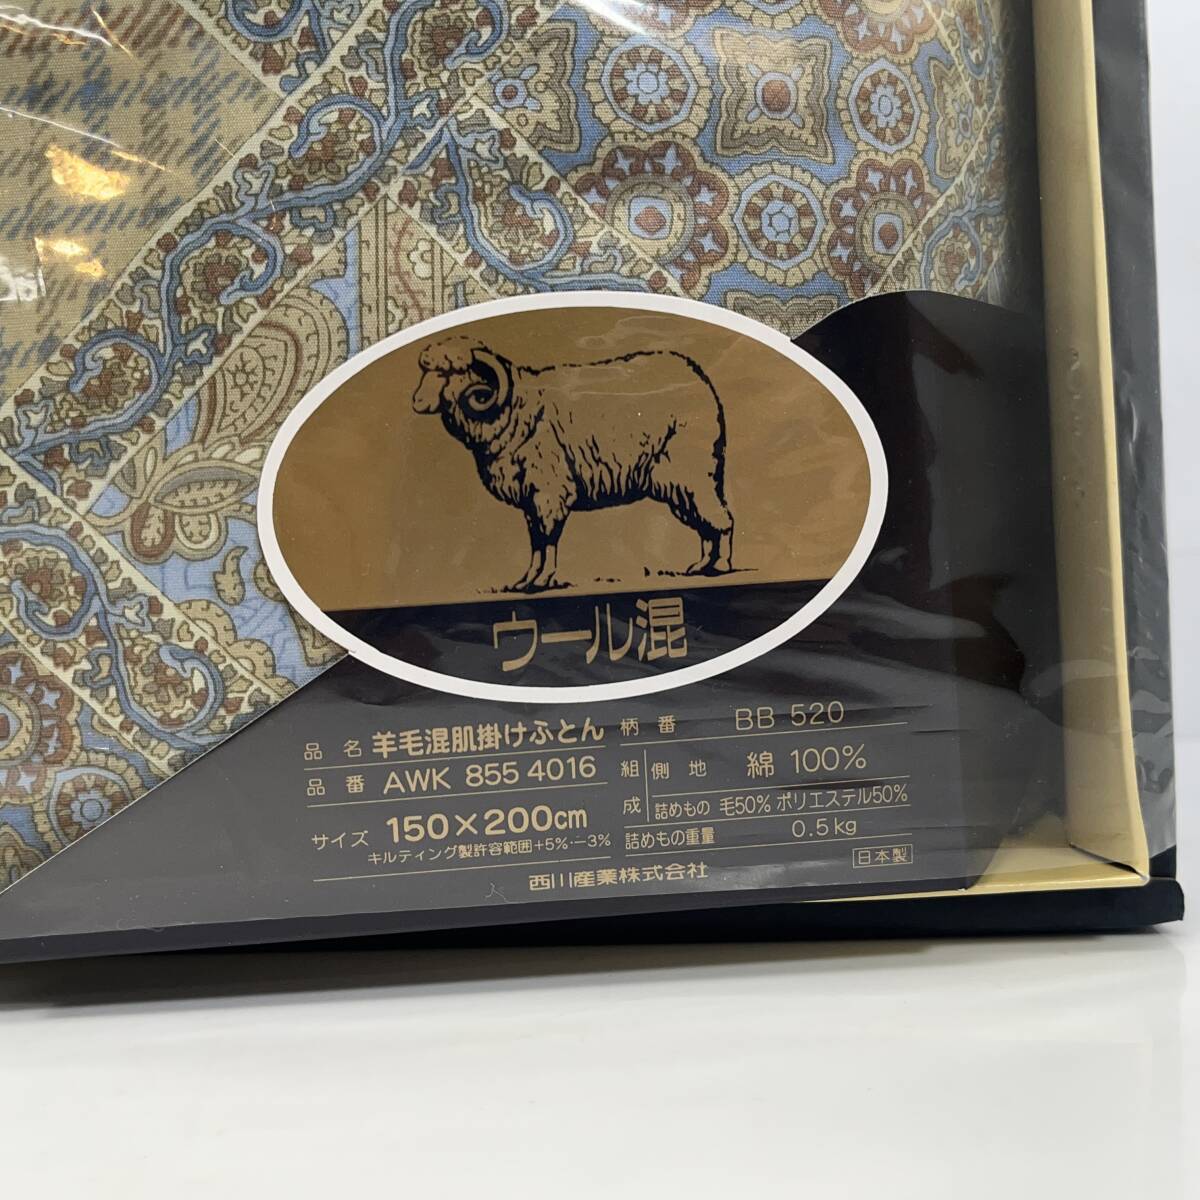 ウール混
品名 羊毛混肌掛けふとん
品番 AWK 855 4016
サイズ 150×200cm
キルティング製許容範囲+5%·−3%
柄番 BB 520
組成 側地 綿 100%
詰めもの 毛50% ポリエステル50%
詰めもの重量 0.5kg
日本製
西川産業株式会社